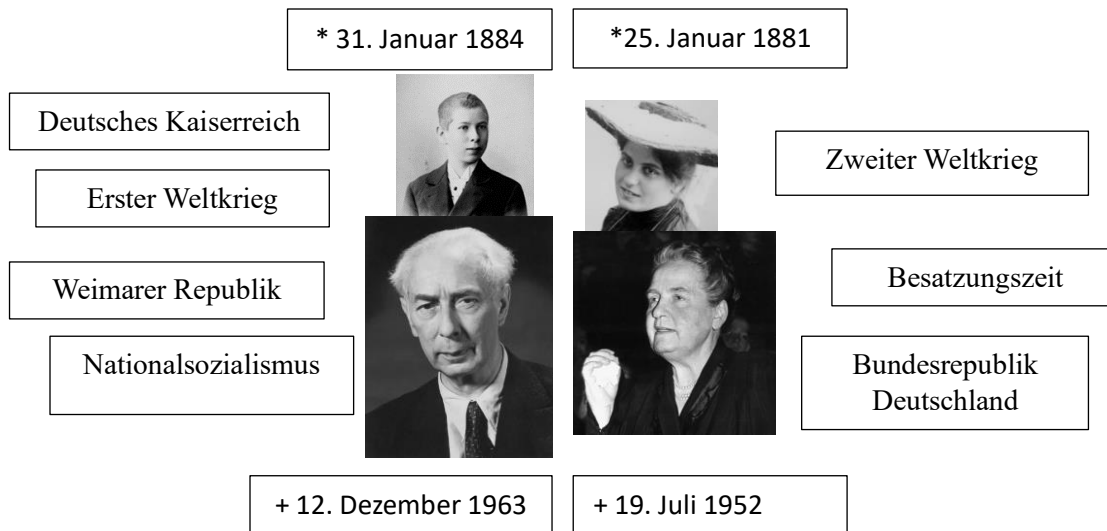 * 31. Januar 1884
*25. Januar 1881
Deutsches Kaiserreich
Erster Weltkrieg
Weimarer Republik
Nationalsozialismus
Zweiter Weltkrieg
Besatzungszeit
Bundesrepublik
Deutschland
+ 12. Dezember 1963
+ 19. Juli 1952